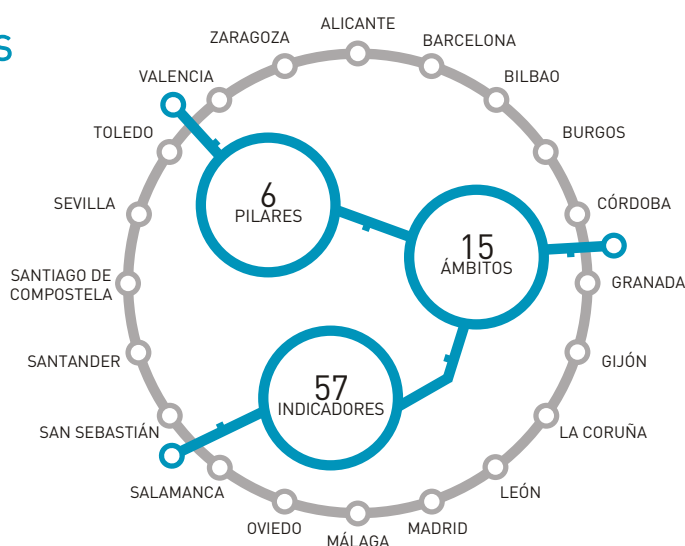 S
ALICANTE
ZARAGOZA
BARCELONA
VALENCIA
BILBAO
TOLEDO
BURGOS
6
PILARES
SEVILLA
CÓRDOBA
15
ÁMBITOS
SANTIAGO DE
COMPOSTELA
GRANADA
SANTANDER
GIJÓN
57
INDICADORES
SAN SEBASTIÁN
LA CORUÑA
SALAMANCA
LEÓN
OVIEDO
MADRID
MÁLAGA